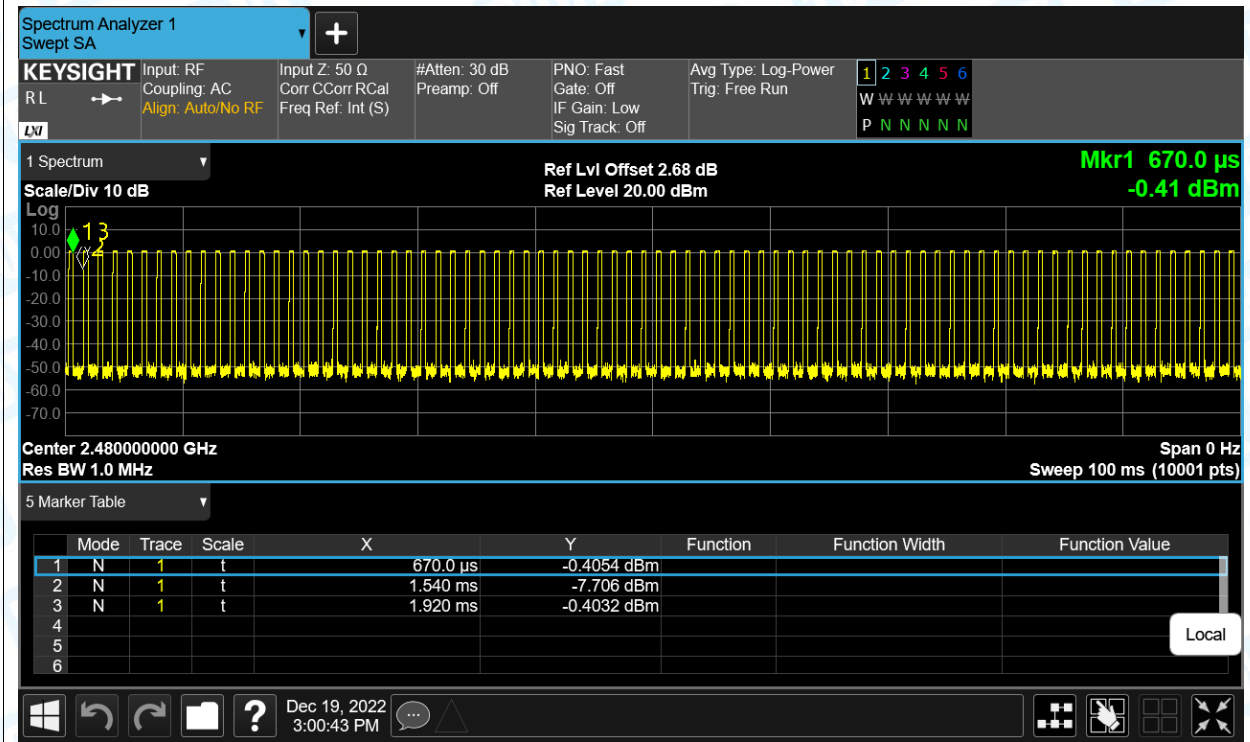 Spectrum Analyzer 1
Swept SA
KEYSIGHT
R L
LXI
Input: RF
Coupling: AC
Align: Auto/No RF
Input Z: 50 Ω
Corr CCorr RCal
Freq Ref: Int (S)
#Atten: 30 dB
Preamp: Off
PNO: Fast
Gate: Off
IF Gain: Low
Sig Track: Off
Avg Type: Log-Power
Trig: Free Run
1 2 3 4 5 6
W W W W W W
P N N N N N
1 Spectrum
Scale/Div 10 dB
Ref Lvl Offset 2.68 dB
Ref Level 20.00 dBm
Mkr1 670.0 µs
-0.41 dBm
Log
1 3
2
10.0
0.00
-10.0
-20.0
-30.0
-40.0
-50.0
-60.0
-70.0
Center 2.480000000 GHz
Res BW 1.0 MHz
Span 0 Hz
Sweep 100 ms (10001 pts)
5 Marker Table
Mode Trace Scale X Y Function Function Width Function Value
1 N 1 t 670.0 µs -0.4054 dBm
2 N 1 t 1.540 ms -7.706 dBm
3 N 1 t 1.920 ms -0.4032 dBm
4
5
6
Local
?
Dec 19, 2022
3:00:43 PM